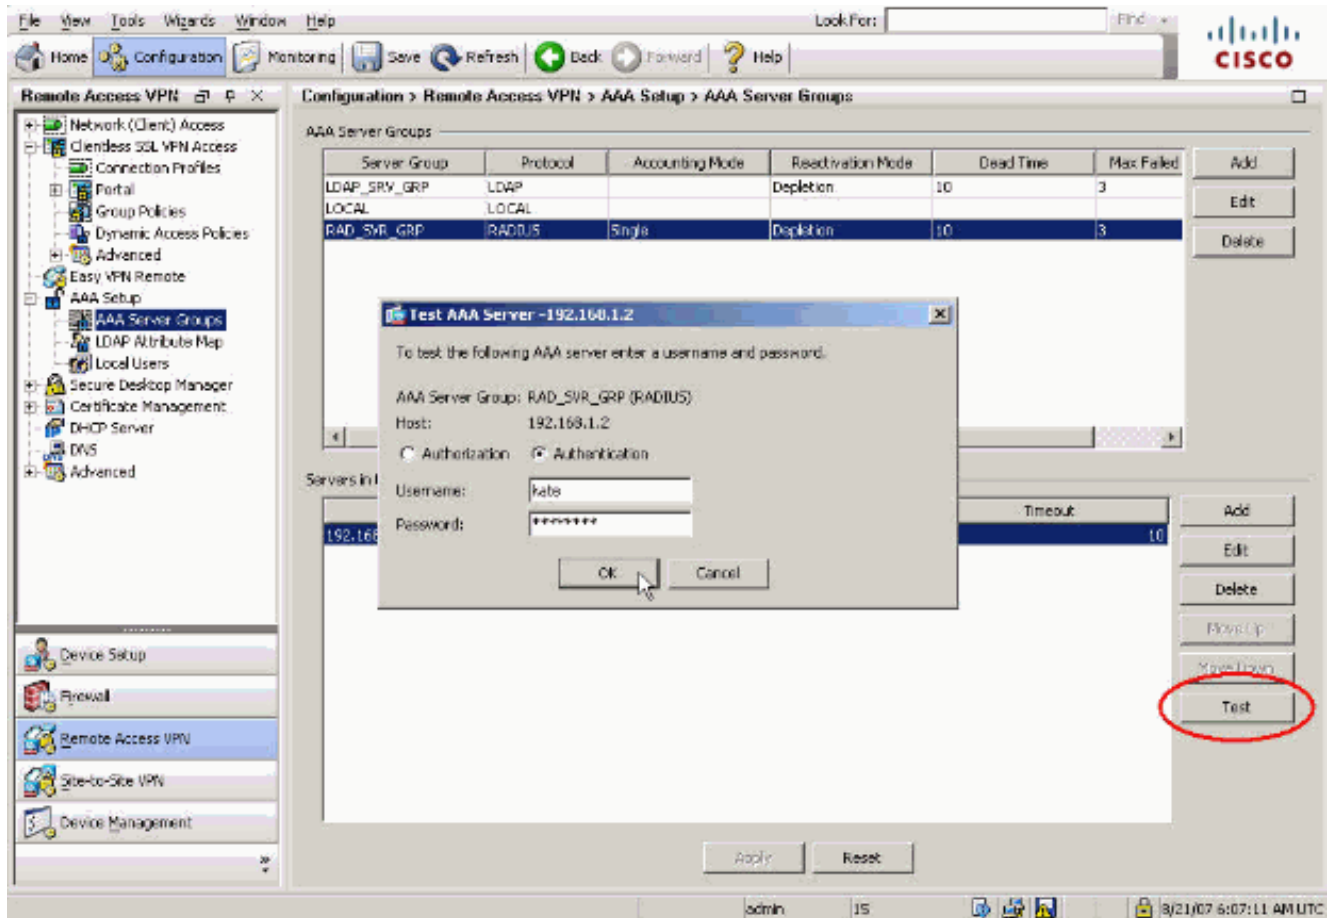 File View Tools Wizards Window Help Look For: Find
Home Configuration Monitoring Save Refresh Back Forward Help
CISCO
Remote Access VPN
Configuration > Remote Access VPN > AAA Setup > AAA Server Groups
Network (Client) Access
Clientless SSL VPN Access
Connection Profiles
Portal
Group Policies
Dynamic Access Policies
Advanced
Easy VPN Remote
AAA Setup
AAA Server Groups
LDAP Attribute Map
Local Users
Secure Desktop Manager
Certificate Management
DHCP Server
DNS
Advanced
Device Setup
Firewall
Remote Access VPN
Site-to-Site VPN
Device Management
AAA Server Groups
Server Group Protocol Accounting Mode Reactivation Mode Dead Time Max Failed
LDAP_SRV_GRP LDAP Depletion 10 3
LOCAL LOCAL
RAD_SVR_GRP RADIUS Single Depletion 10 3
Add
Edit
Delete
Test AAA Server -192.168.1.2
To test the following AAA server enter a username and password.
AAA Server Group: RAD_SVR_GRP (RADIUS)
Host: 192.168.1.2
Authorization Authentication
Username: kate
Password: ********
OK Cancel
Servers in
Timeout
192.168 10
Add
Edit
Delete
Move Up
Move Down
Test
Apply Reset
admin 15 8/21/07 6:07:11 AM UTC